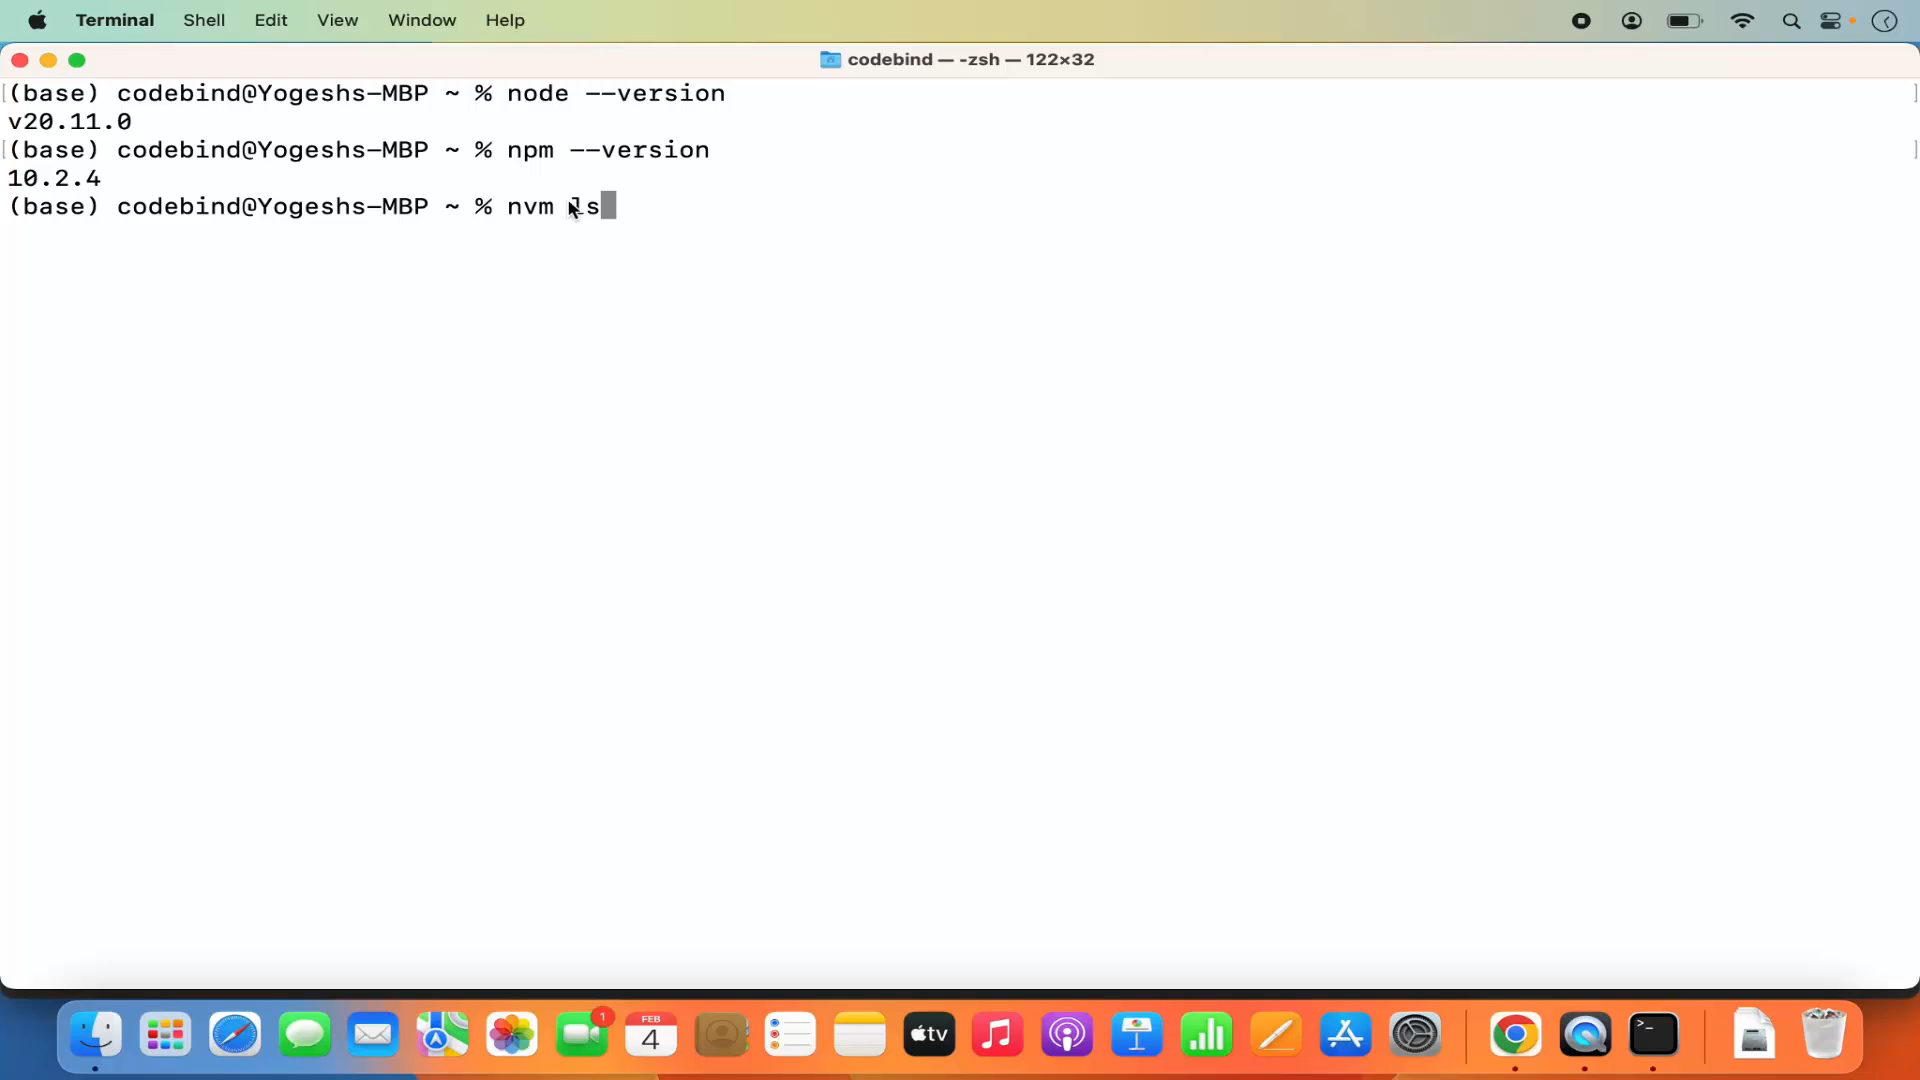 Terminal Shell Edit View Window Help
codebind — -zsh — 122×32
(base) codebind@Yogeshs-MBP ~ % node --version
v20.11.0
(base) codebind@Yogeshs-MBP ~ % npm --version
10.2.4
(base) codebind@Yogeshs-MBP ~ % nvm ls
1
FEB
4
tv
>_